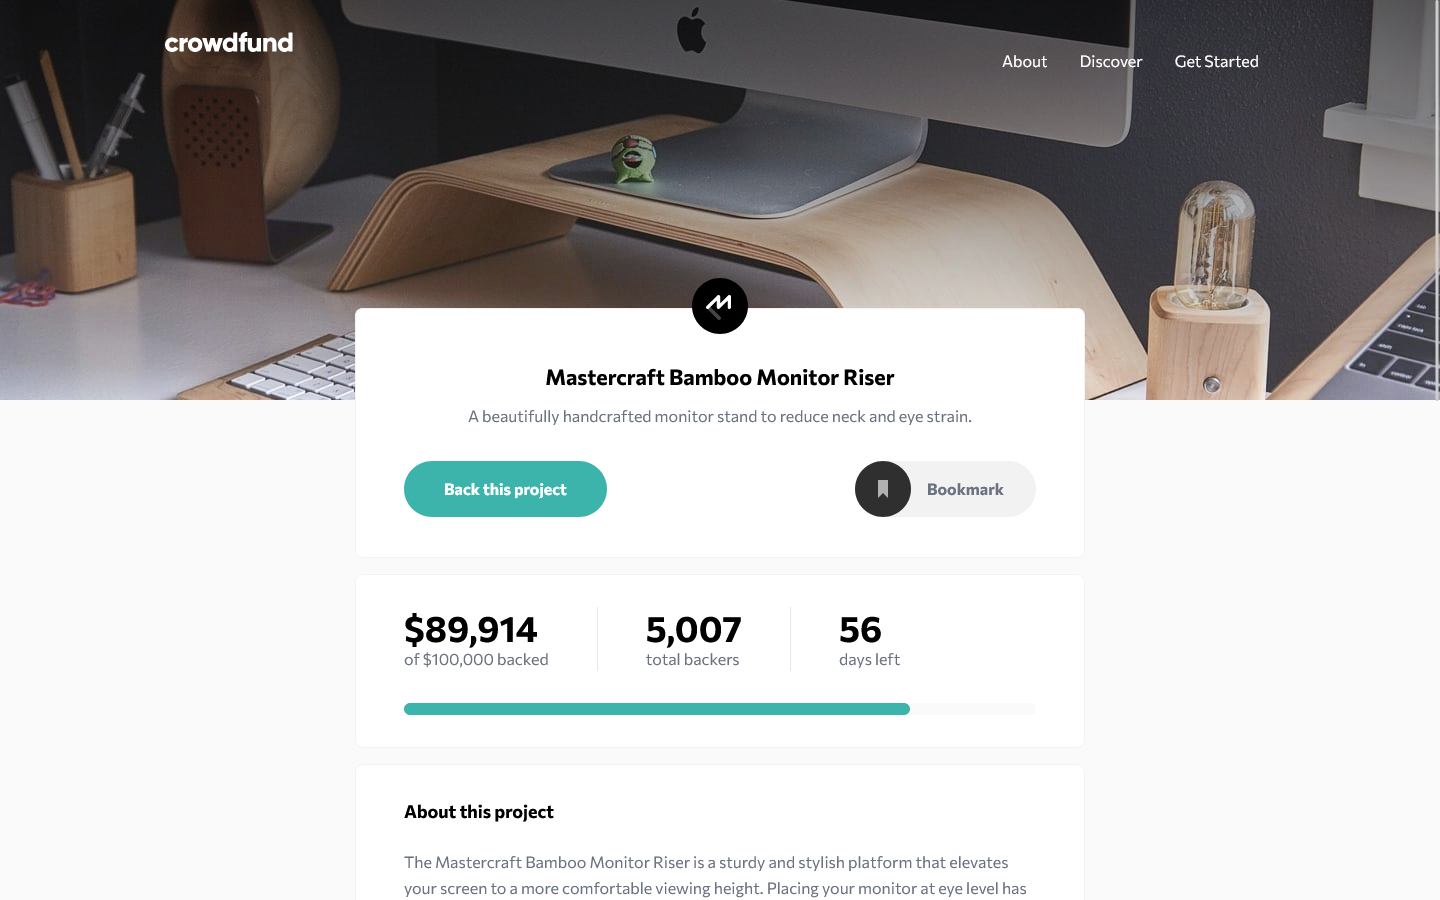 crowdfund
About Discover Get Started
Mastercraft Bamboo Monitor Riser
A beautifully handcrafted monitor stand to reduce neck and eye strain.
Back this project
Bookmark
$89,914
of $100,000 backed
5,007
total backers
56
days left
About this project
The Mastercraft Bamboo Monitor Riser is a sturdy and stylish platform that elevates
your screen to a more comfortable viewing height. Placing your monitor at eye level has